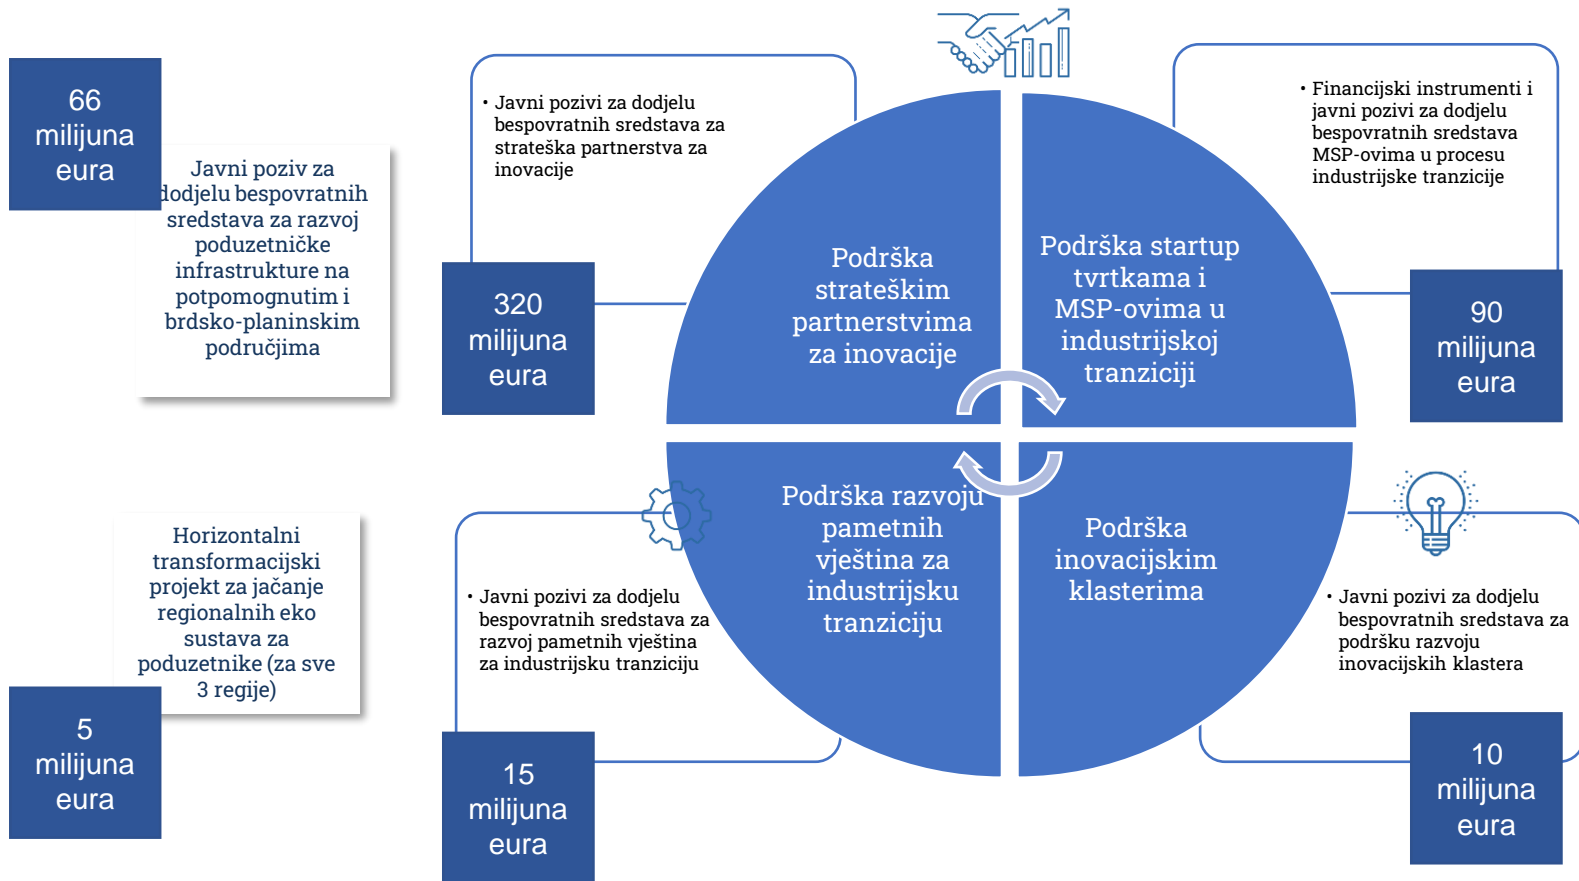 66
milijuna
eura
Javni poziv za
dodjelu bespovratnih
sredstava za razvoj
poduzetničke
infrastrukture na
potpomognutim i
brdsko-planinskim
područjima
Horizontalni
transformacijski
projekt za jačanje
regionalnih eko
sustava za
poduzetnike (za sve
3 regije)
5
milijuna
eura
• Javni pozivi za dodjelu
bespovratnih sredstava za
strateška partnerstva za
inovacije
320
milijuna
eura
Podrška
strateškim
partnerstvima
za inovacije
Podrška startup
tvrtkama i
MSP-ovima u
industrijskoj
tranziciji
• Financijski instrumenti i
javni pozivi za dodjelu
bespovratnih sredstava
MSP-ovima u procesu
industrijske tranzicije
90
milijuna
eura
• Javni pozivi za dodjelu
bespovratnih sredstava za
razvoj pametnih vještina
za industrijsku tranziciju
15
milijuna
eura
Podrška razvoju
pametnih
vještina za
industrijsku
tranziciju
Podrška
inovacijskim
klasterima
• Javni pozivi za dodjelu
bespovratnih sredstava za
podršku razvoju
inovacijskih klastera
10
milijuna
eura